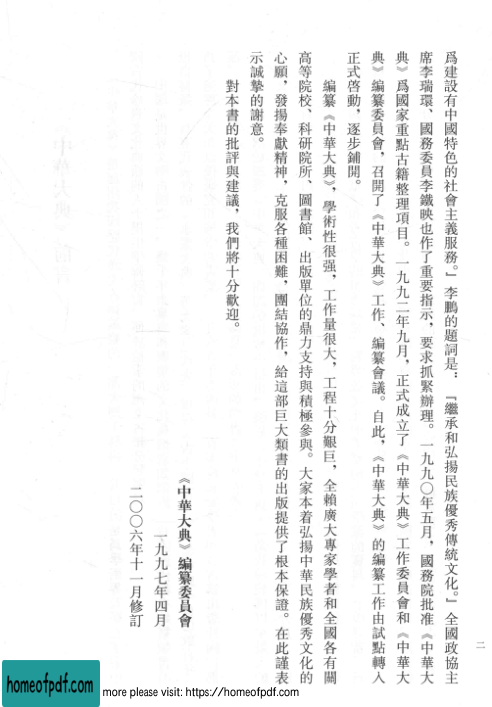 爲建設有中國特色的社會主義服務。」李鵬的題詞是：『繼承和弘揚民族優秀傳統文化。』全國政協主
席李瑞環、國務委員李鐵映也作了重要指示，要求抓緊辦理。一九九〇年五月，國務院批准《中華大
典》爲國家重點古籍整理項目。一九九二年九月，正式成立了《中華大典》工作委員會和《中華大
典》編纂委員會，召開了《中華大典》工作、編纂會議。自此，《中華大典》的編纂工作由試點轉入
正式啓動，逐步鋪開。
編纂《中華大典》，學術性很强，工作量很大，工程十分艱巨，全賴廣大專家學者和全國各有關
高等院校、科研院所、圖書館、出版單位的鼎力支持與積極參與。大家本着弘揚中華民族優秀文化的
心願，發揚奉獻精神，克服各種困難，團結協作，給這部巨大類書的出版提供了根本保證。在此謹表
示誠摯的謝意。
對本書的批評與建議，我們將十分歡迎。
《中華大典》編纂委員會
一九九七年四月
二〇〇六年十一月修訂
二
homeofpdf.com
more please visit: https://homeofpdf.com